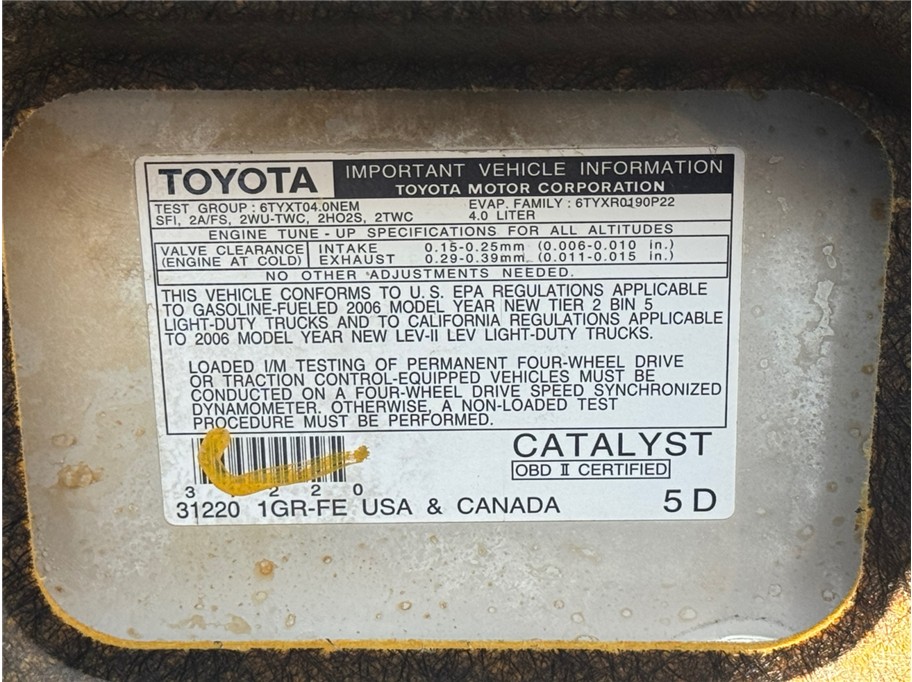 TOYOTA IMPORTANT VEHICLE INFORMATION
TOYOTA MOTOR CORPORATION
TEST GROUP : 6TYXT04.0NEM EVAP. FAMILY : 6TYXR0190P22
SFI, 2A/FS, 2WU-TWC, 2HO2S, 2TWC 4.0 LITER
ENGINE TUNE - UP SPECIFICATIONS FOR ALL ALTITUDES
VALVE CLEARANCE INTAKE 0.15-0.25mm (0.006-0.010 in.)
(ENGINE AT COLD) EXHAUST 0.29-0.39mm (0.011-0.015 in.)
NO OTHER ADJUSTMENTS NEEDED.
THIS VEHICLE CONFORMS TO U.S. EPA REGULATIONS APPLICABLE
TO GASOLINE-FUELED 2006 MODEL YEAR NEW TIER 2 BIN 5
LIGHT-DUTY TRUCKS AND TO CALIFORNIA REGULATIONS APPLICABLE
TO 2006 MODEL YEAR NEW LEV-II LEV LIGHT-DUTY TRUCKS.
LOADED I/M TESTING OF PERMANENT FOUR-WHEEL DRIVE
OR TRACTION CONTROL-EQUIPPED VEHICLES MUST BE
CONDUCTED ON A FOUR-WHEEL DRIVE SPEED SYNCHRONIZED
DYNAMOMETER. OTHERWISE, A NON-LOADED TEST
PROCEDURE MUST BE PERFORMED.
CATALYST
OBD II CERTIFIED
3 1 2 2 0
31220 1GR-FE USA & CANADA 5D